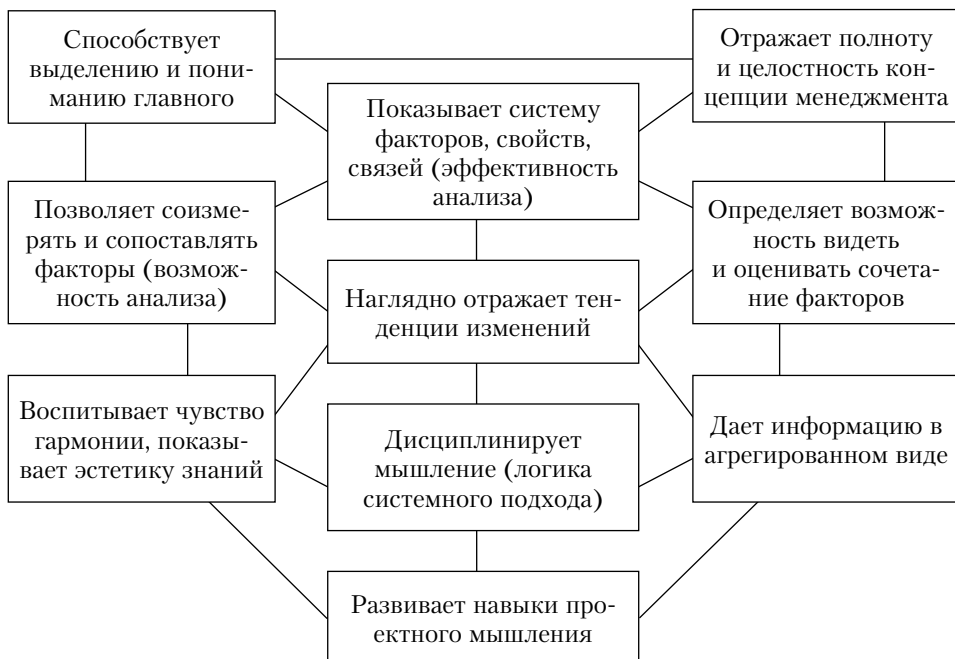 Способствует
выделению и пони-
манию главного
Отражает полноту
и целостность кон-
цепции менеджмента
Показывает систему
факторов, свойств,
связей (эффективность
анализа)
Позволяет соизме-
рять и сопоставлять
факторы (возмож-
ность анализа)
Определяет возмож-
ность видеть
и оценивать сочета-
ние факторов
Наглядно отражает тен-
денции изменений
Воспитывает чувство
гармонии, показы-
вает эстетику знаний
Дисциплинирует
мышление (логика
системного подхода)
Дает информацию в
агрегированном виде
Развивает навыки про-
ектного мышления